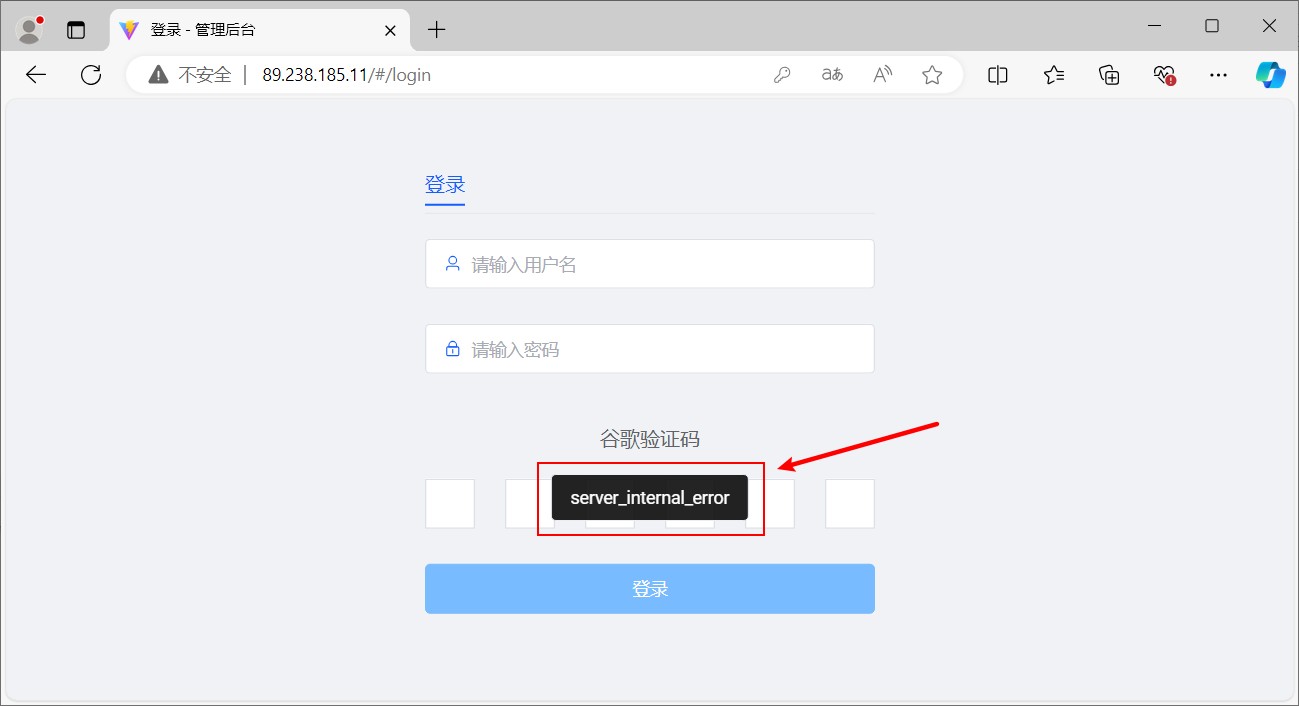 登录 - 管理后台
不安全 89.238.185.11/#/login
登录
请输入用户名
请输入密码
谷歌验证码
server_internal_error
登录